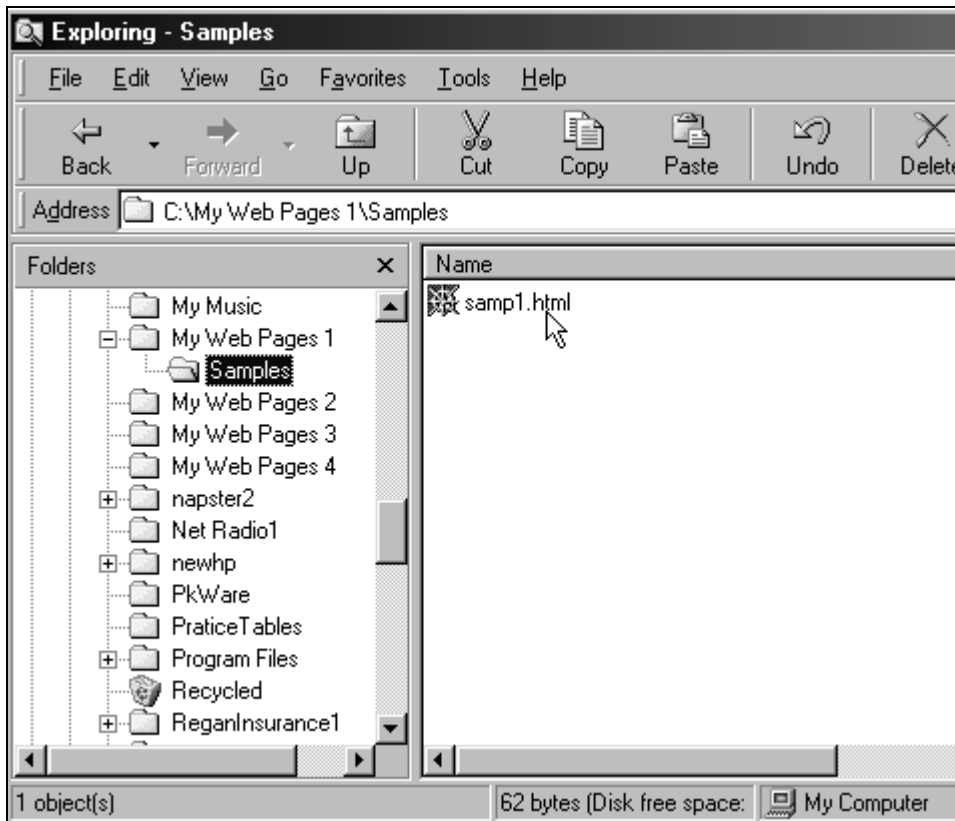 Exploring - Samples
File Edit View Go Favorites Tools Help
Back Forward Up Cut Copy Paste Undo Delete
Address C:\My Web Pages 1\Samples
Folders
My Music
My Web Pages 1
Samples
My Web Pages 2
My Web Pages 3
My Web Pages 4
napster2
Net Radio1
newhp
PkWare
PraticeTables
Program Files
Recycled
ReganInsurance1
Name
samp1.html
1 object(s) 62 bytes (Disk free space: My Computer